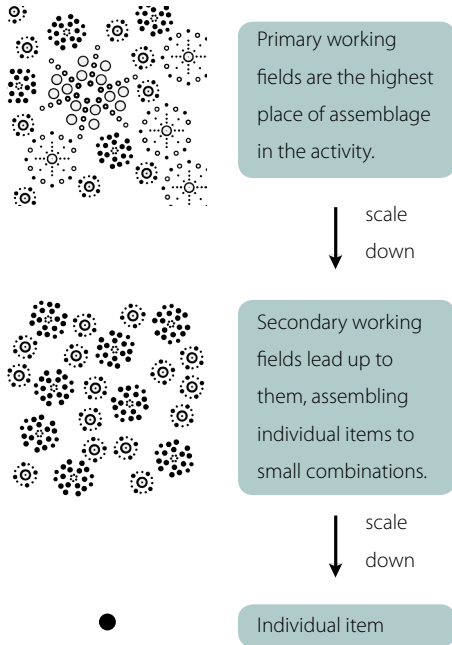 Primary working
fields are the highest
place of assemblage
in the activity.
scale
down
Secondary working
fields lead up to
them, assembling
individual items to
small combinations.
scale
down
Individual item